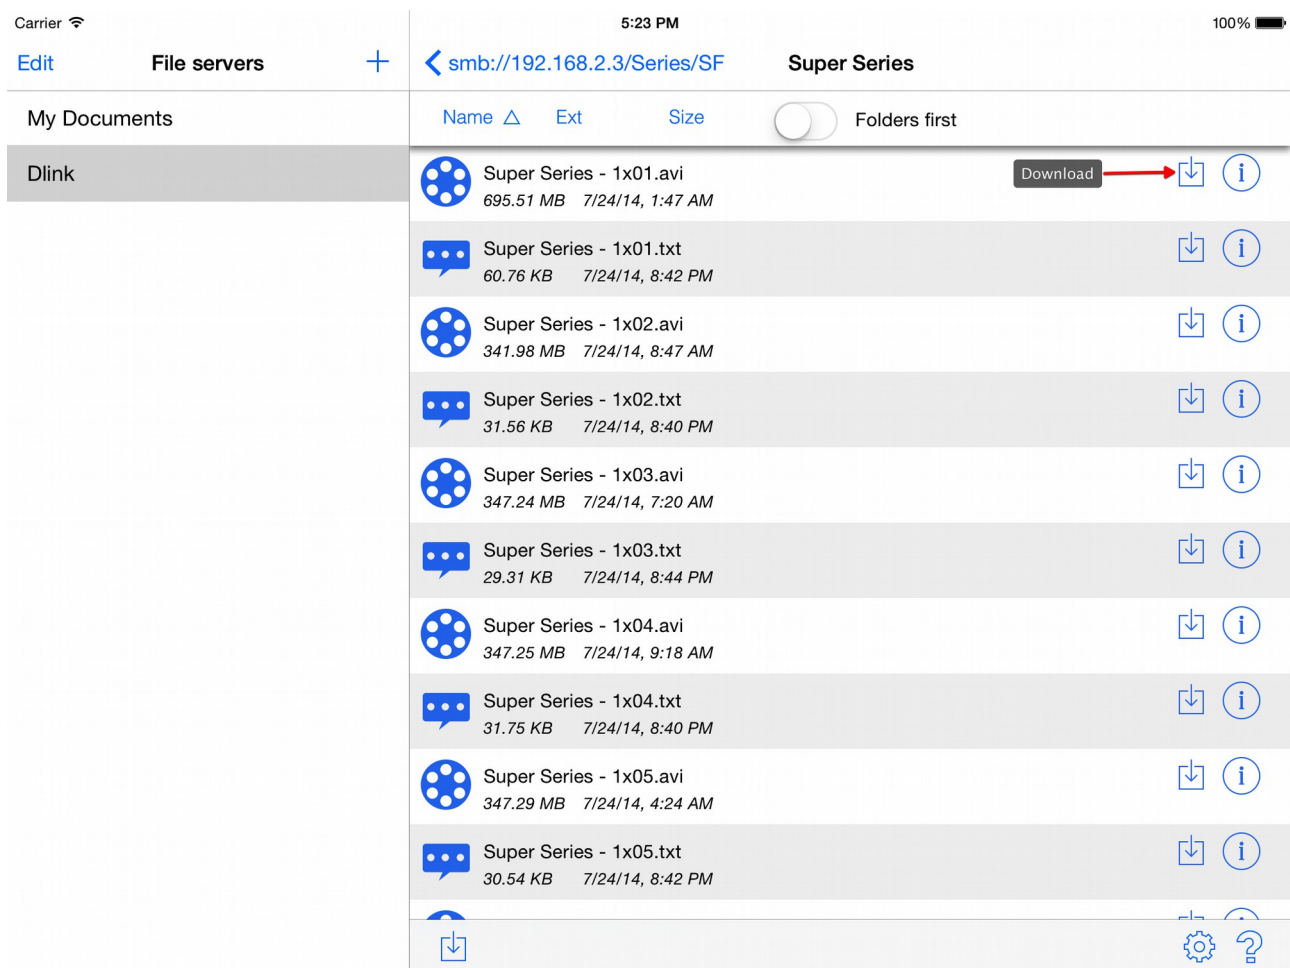 Carrier 5:23 PM 100%
Edit File servers + smb://192.168.2.3/Series/SF Super Series
My Documents
Name Ext Size Folders first
Dlink
Super Series - 1x01.avi
695.51 MB 7/24/14, 1:47 AM
Download
Super Series - 1x01.txt
60.76 KB 7/24/14, 8:42 PM
Super Series - 1x02.avi
341.98 MB 7/24/14, 8:47 AM
Super Series - 1x02.txt
31.56 KB 7/24/14, 8:40 PM
Super Series - 1x03.avi
347.24 MB 7/24/14, 7:20 AM
Super Series - 1x03.txt
29.31 KB 7/24/14, 8:44 PM
Super Series - 1x04.avi
347.25 MB 7/24/14, 9:18 AM
Super Series - 1x04.txt
31.75 KB 7/24/14, 8:40 PM
Super Series - 1x05.avi
347.29 MB 7/24/14, 4:24 AM
Super Series - 1x05.txt
30.54 KB 7/24/14, 8:42 PM